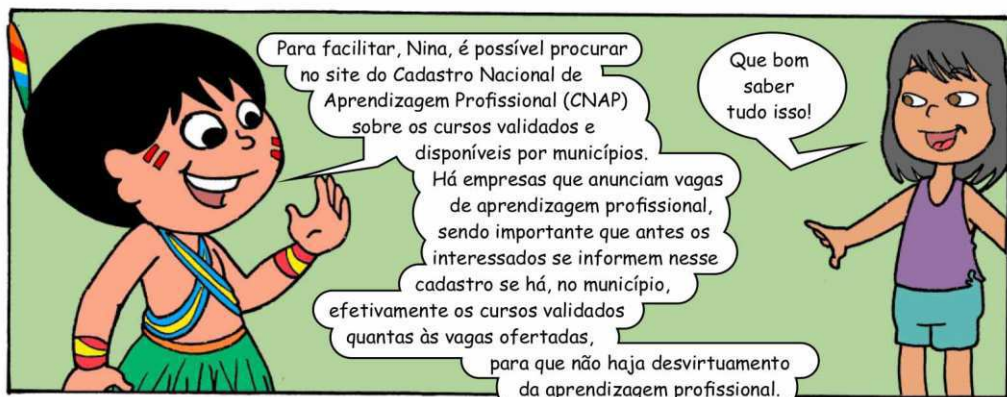 Para facilitar, Nina, é possível procurar
no site do Cadastro Nacional de
Aprendizagem Profissional (CNAP)
sobre os cursos validados e
disponíveis por municípios.
Há empresas que anunciam vagas
de aprendizagem profissional,
sendo importante que antes os
interessados se informem nesse
cadastro se há, no município,
efetivamente os cursos validados
quantas às vagas ofertadas,
para que não haja desvirtuamento
da aprendizagem profissional.
Que bom
saber
tudo isso!